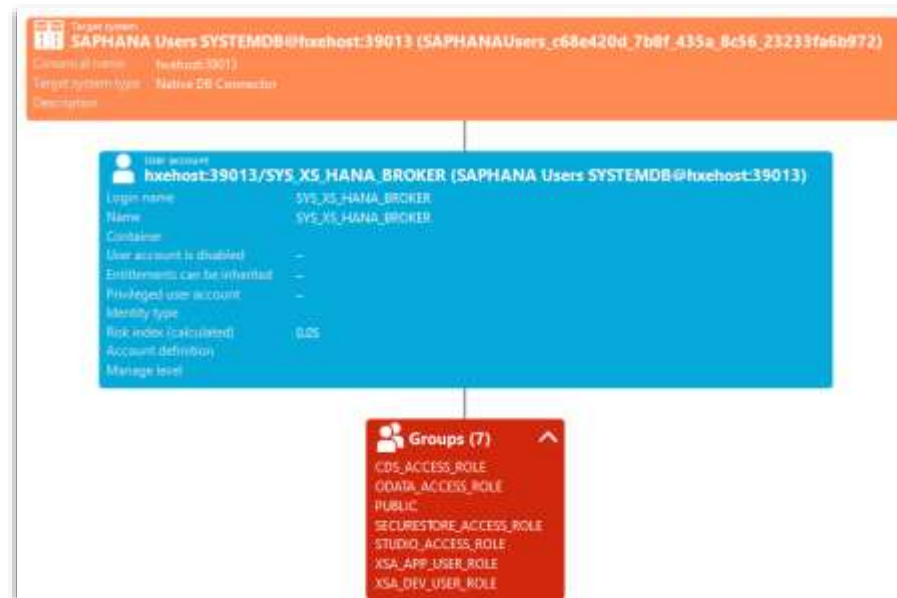 Target system
SAPHANA Users SYSTEMDB@hxehost:39013 (SAPHANAUsers_c68e420d_7b8f_435a_8c56_23233fa6b972)
Canonical name hxehost:39013
Target system type Native DB Connector
Description
User account
hxehost:39013/SYS_XS_HANA_BROKER (SAPHANA Users SYSTEMDB@hxehost:39013)
Login name SYS_XS_HANA_BROKER
Name SYS_XS_HANA_BROKER
Container
User account is disabled –
Entitlements can be inherited –
Privileged user account –
Identity type
Risk index (calculated) 0.05
Account definition
Manage level
Groups (7)
CDS_ACCESS_ROLE
ODATA_ACCESS_ROLE
PUBLIC
SECURESTORE_ACCESS_ROLE
STUDIO_ACCESS_ROLE
XSA_APP_USER_ROLE
XSA_DEV_USER_ROLE